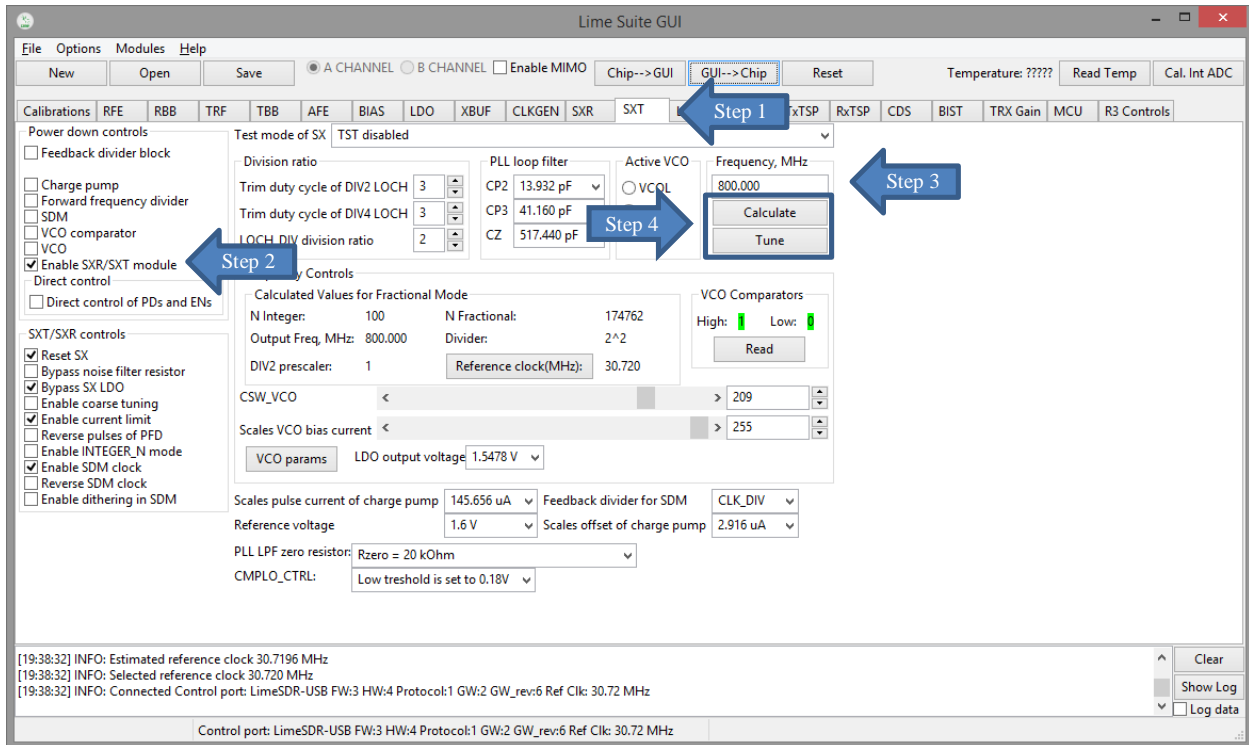 Lime Suite GUI
File Options Modules Help
New Open Save A CHANNEL B CHANNEL Enable MIMO Chip-->GUI GUI-->Chip Reset Temperature: ????? Read Temp Cal. Int ADC
Calibrations RFE RBB TRF TBB AFE BIAS LDO XBUF CLKGEN SXR SXT Step 1 TxTSP RxTSP CDS BIST TRX Gain MCU R3 Controls
Power down controls
Feedback divider block
Charge pump
Forward frequency divider
SDM
VCO comparator
VCO
Enable SXR/SXT module
Step 2
Direct control
Direct control of PDs and ENs
SXT/SXR controls
Reset SX
Bypass noise filter resistor
Bypass SX LDO
Enable coarse tuning
Enable current limit
Reverse pulses of PFD
Enable INTEGER_N mode
Enable SDM clock
Reverse SDM clock
Enable dithering in SDM
Test mode of SX TST disabled
Division ratio
Trim duty cycle of DIV2 LOCH 3
Trim duty cycle of DIV4 LOCH 3
LOCH_DIV division ratio 2
PLL loop filter
CP2 13.932 pF
CP3 41.160 pF
CZ 517.440 pF
Active VCO
VCOL
Step 4
Frequency, MHz
800.000
Step 3
Calculate
Tune
Controls
Calculated Values for Fractional Mode
N Integer: 100 N Fractional: 174762
Output Freq, MHz: 800.000 Divider: 2^2
DIV2 prescaler: 1 Reference clock(MHz): 30.720
VCO Comparators
High: 1 Low: 0
Read
CSW_VCO < > 209
Scales VCO bias current < > 255
VCO params LDO output voltage 1.5478 V
Scales pulse current of charge pump 145.656 uA Feedback divider for SDM CLK_DIV
Reference voltage 1.6 V Scales offset of charge pump 2.916 uA
PLL LPF zero resistor: Rzero = 20 kOhm
CMPLO_CTRL: Low treshold is set to 0.18V
[19:38:32] INFO: Estimated reference clock 30.7196 MHz
[19:38:32] INFO: Selected reference clock 30.720 MHz
[19:38:32] INFO: Connected Control port: LimeSDR-USB FW:3 HW:4 Protocol:1 GW:2 GW_rev:6 Ref Clk: 30.72 MHz
Clear
Show Log
Log data
Control port: LimeSDR-USB FW:3 HW:4 Protocol:1 GW:2 GW_rev:6 Ref Clk: 30.72 MHz